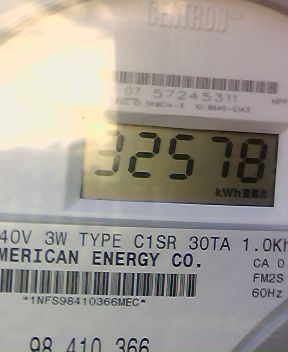 CENTRON®
07 57245311
32578
kWh
40V 3W TYPE C1SR 30TA 1.0Kh
MERICAN ENERGY CO.
CA 0
FM2S
60Hz
*1NFS98410366MEC*
98 410 366